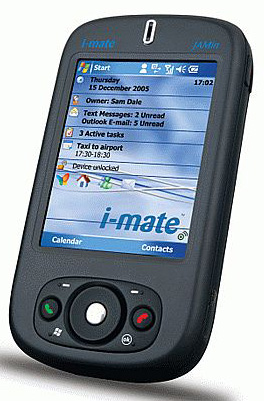 i-mate
JAMin
Start
Thursday 17:02
15 December 2005
Owner: Sam Dale
Text Messages: 2 Unread
Outlook E-mail: 5 Unread
3 Active tasks
Taxi to airport
17:30-18:30
Device unlocked
i-mate™
Calendar Contacts
ok